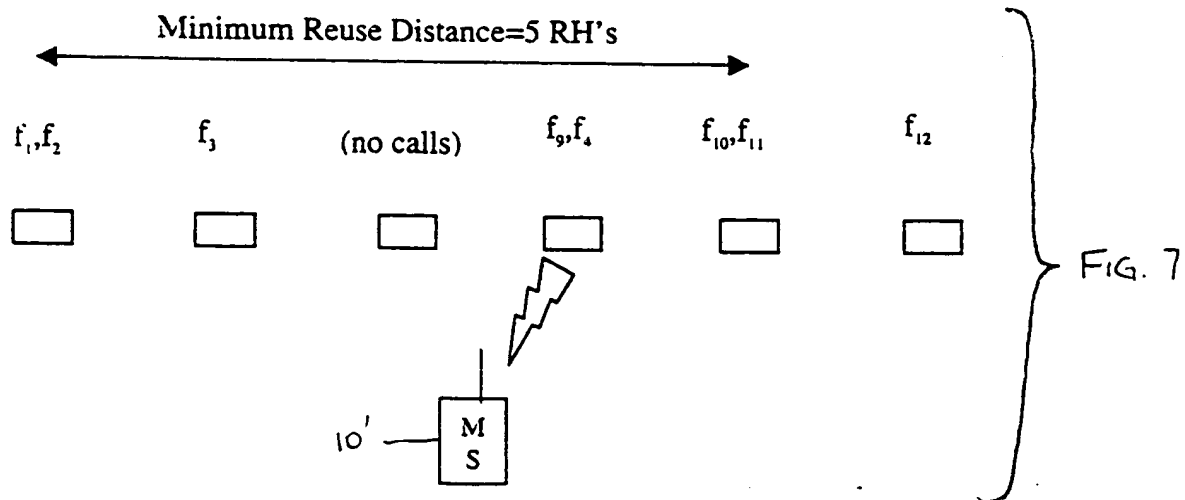 Minimum Reuse Distance=5 RH's
f₁,f₂ f₃ (no calls) f₉,f₄ f₁₀,f₁₁ f₁₂
FIG. 7
10'
M
S